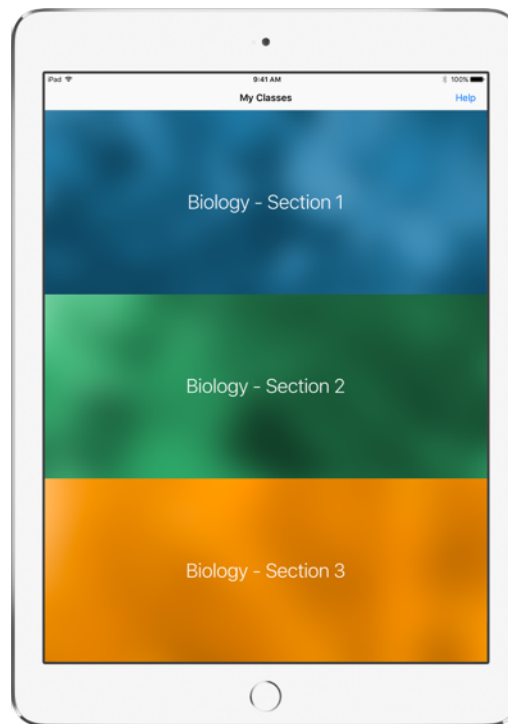 iPad 9:41 AM 100%
My Classes Help
Biology - Section 1
Biology - Section 2
Biology - Section 3